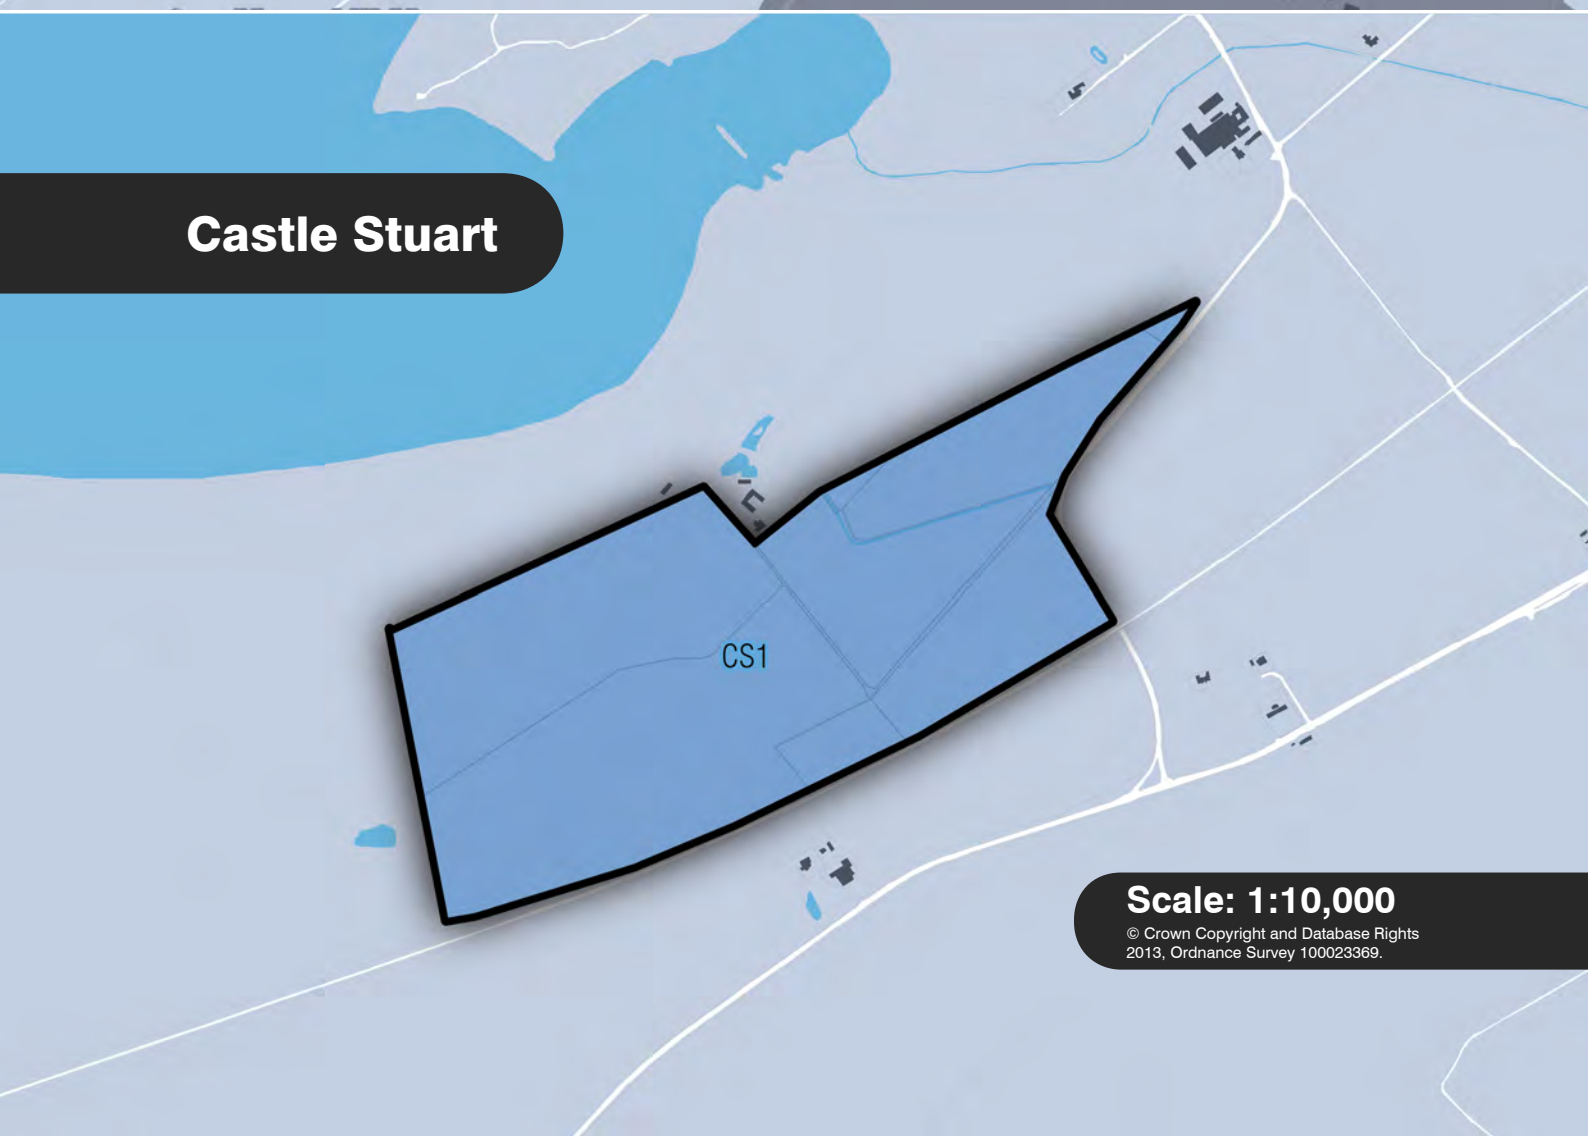 Castle Stuart
CS1
Scale: 1:10,000
© Crown Copyright and Database Rights
2013, Ordnance Survey 100023369.